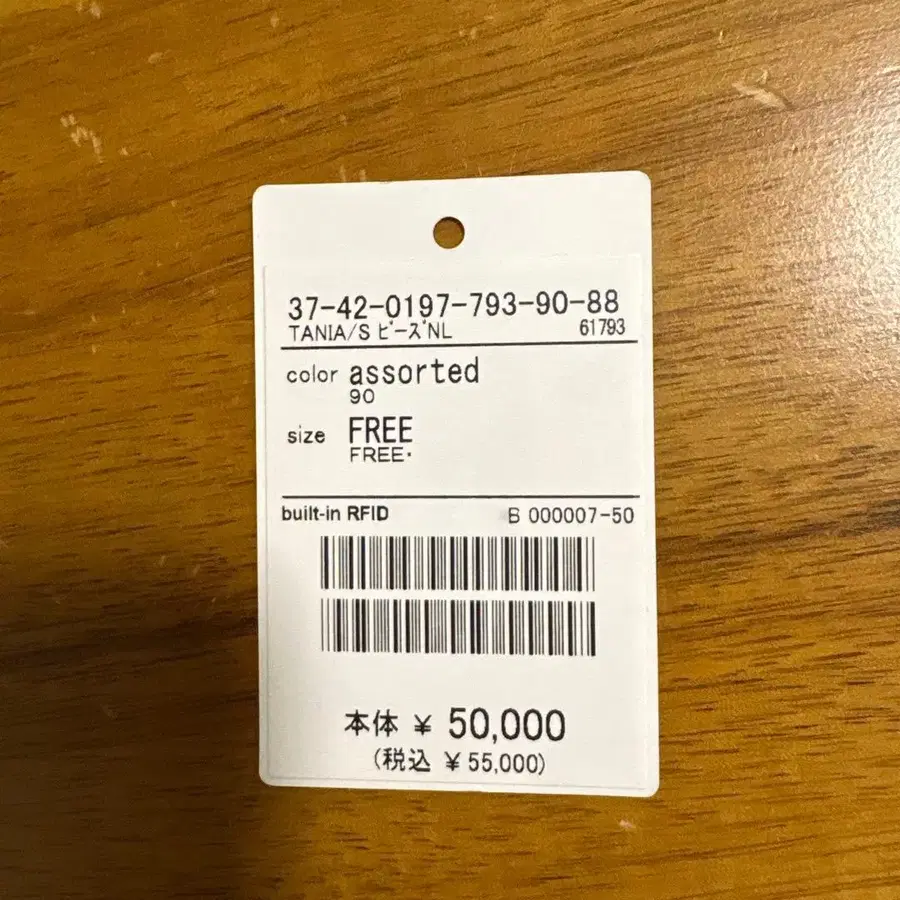 37-42-0197-793-90-88
TANIA/S ビーズNL 61793
color assorted
90
size FREE
FREE･
built-in RFID B 000007-50
本体 ¥ 50,000
(税込 ¥ 55,000)